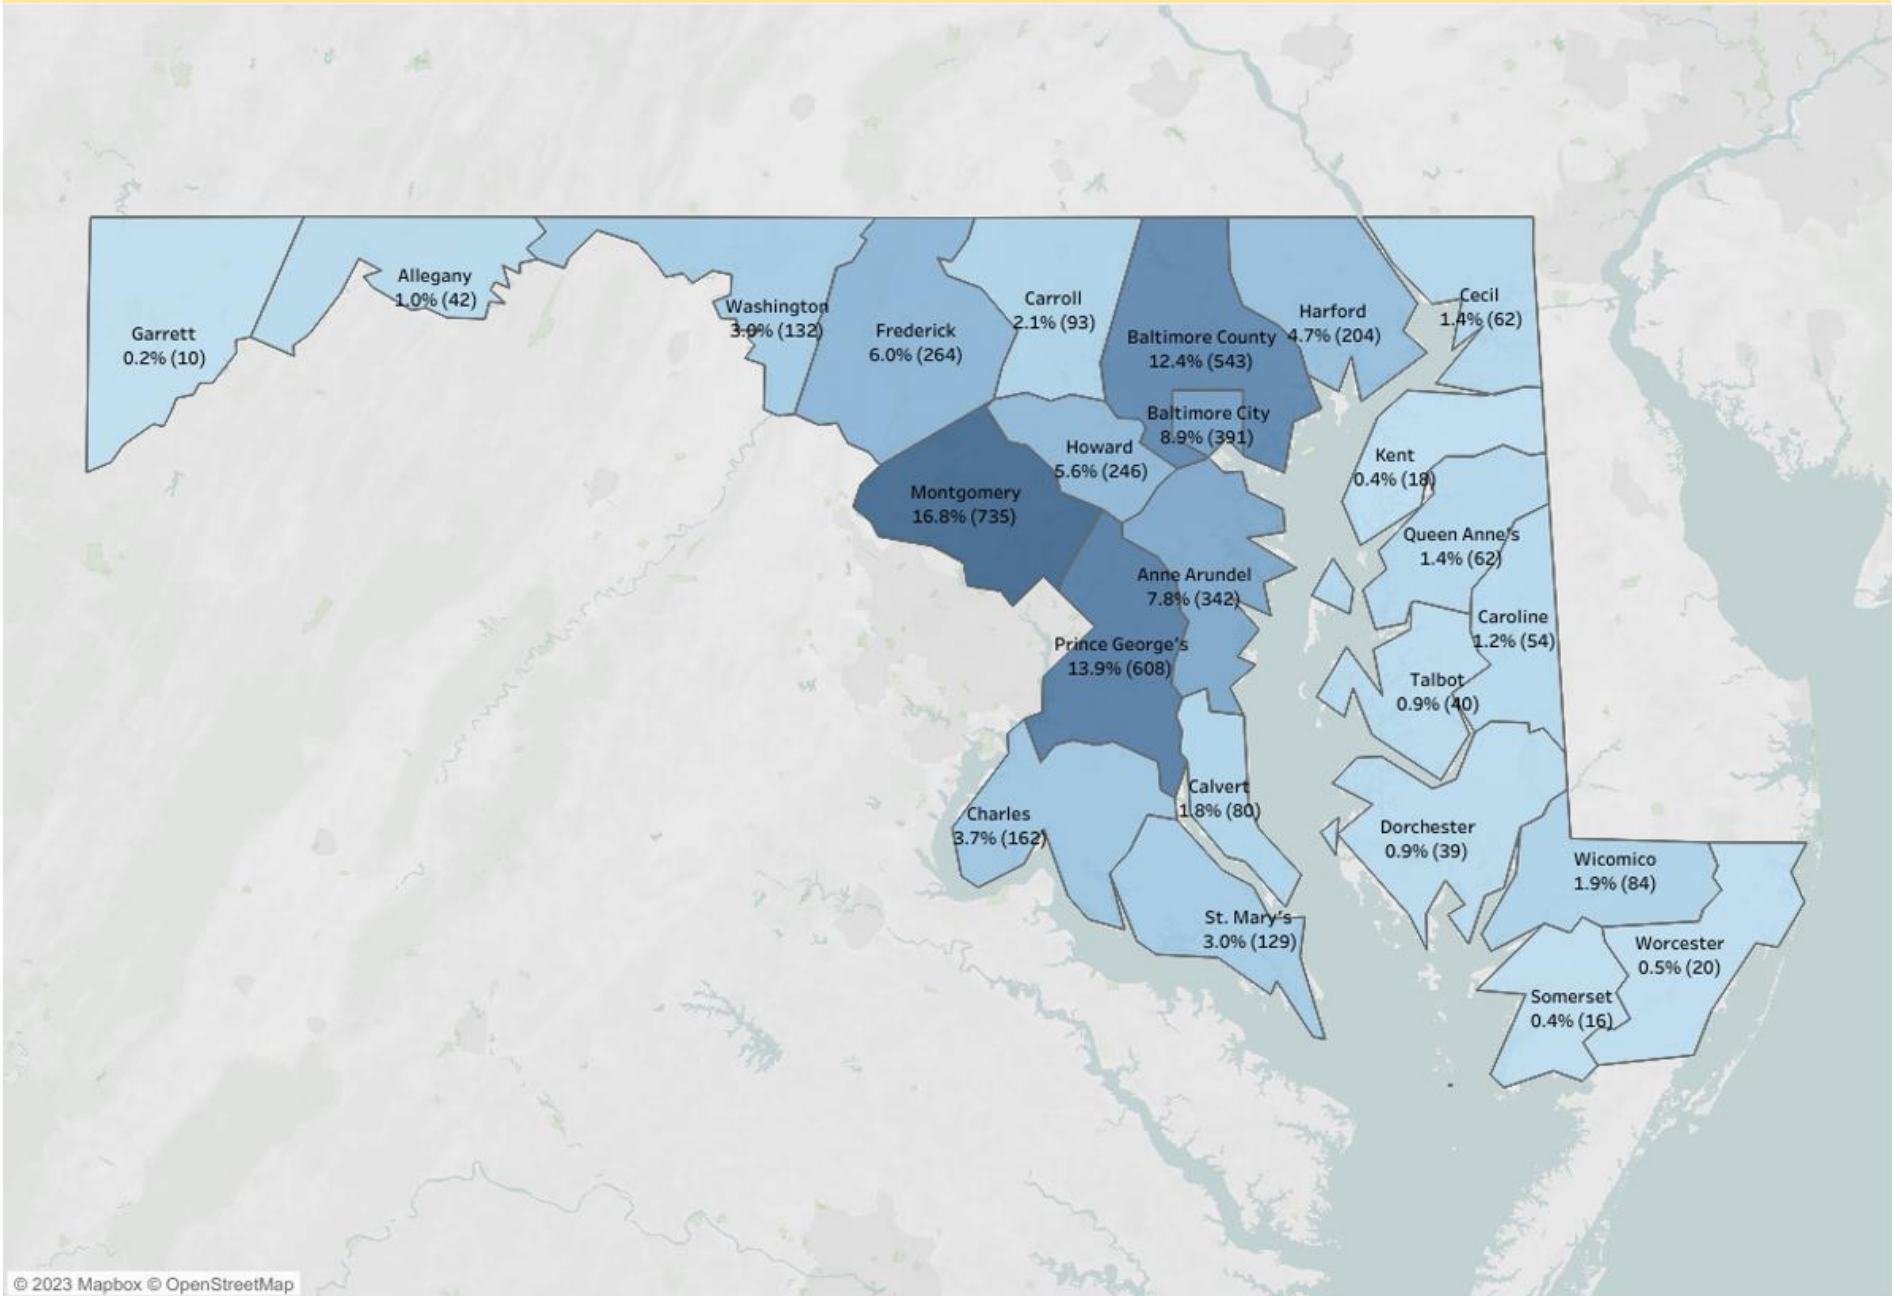 Garrett
0.2% (10)
Allegany
1.0% (42)
Washington
3.0% (132)
Frederick
6.0% (264)
Carroll
2.1% (93)
Baltimore County
12.4% (543)
Harford
4.7% (204)
Cecil
1.4% (62)
Baltimore City
8.9% (391)
Howard
5.6% (246)
Montgomery
16.8% (735)
Kent
0.4% (18)
Queen Anne's
1.4% (62)
Anne Arundel
7.8% (342)
Caroline
1.2% (54)
Prince George's
13.9% (608)
Talbot
0.9% (40)
Calvert
1.8% (80)
Charles
3.7% (162)
Dorchester
0.9% (39)
Wicomico
1.9% (84)
St. Mary's
3.0% (129)
Worcester
0.5% (20)
Somerset
0.4% (16)
© 2023 Mapbox © OpenStreetMap